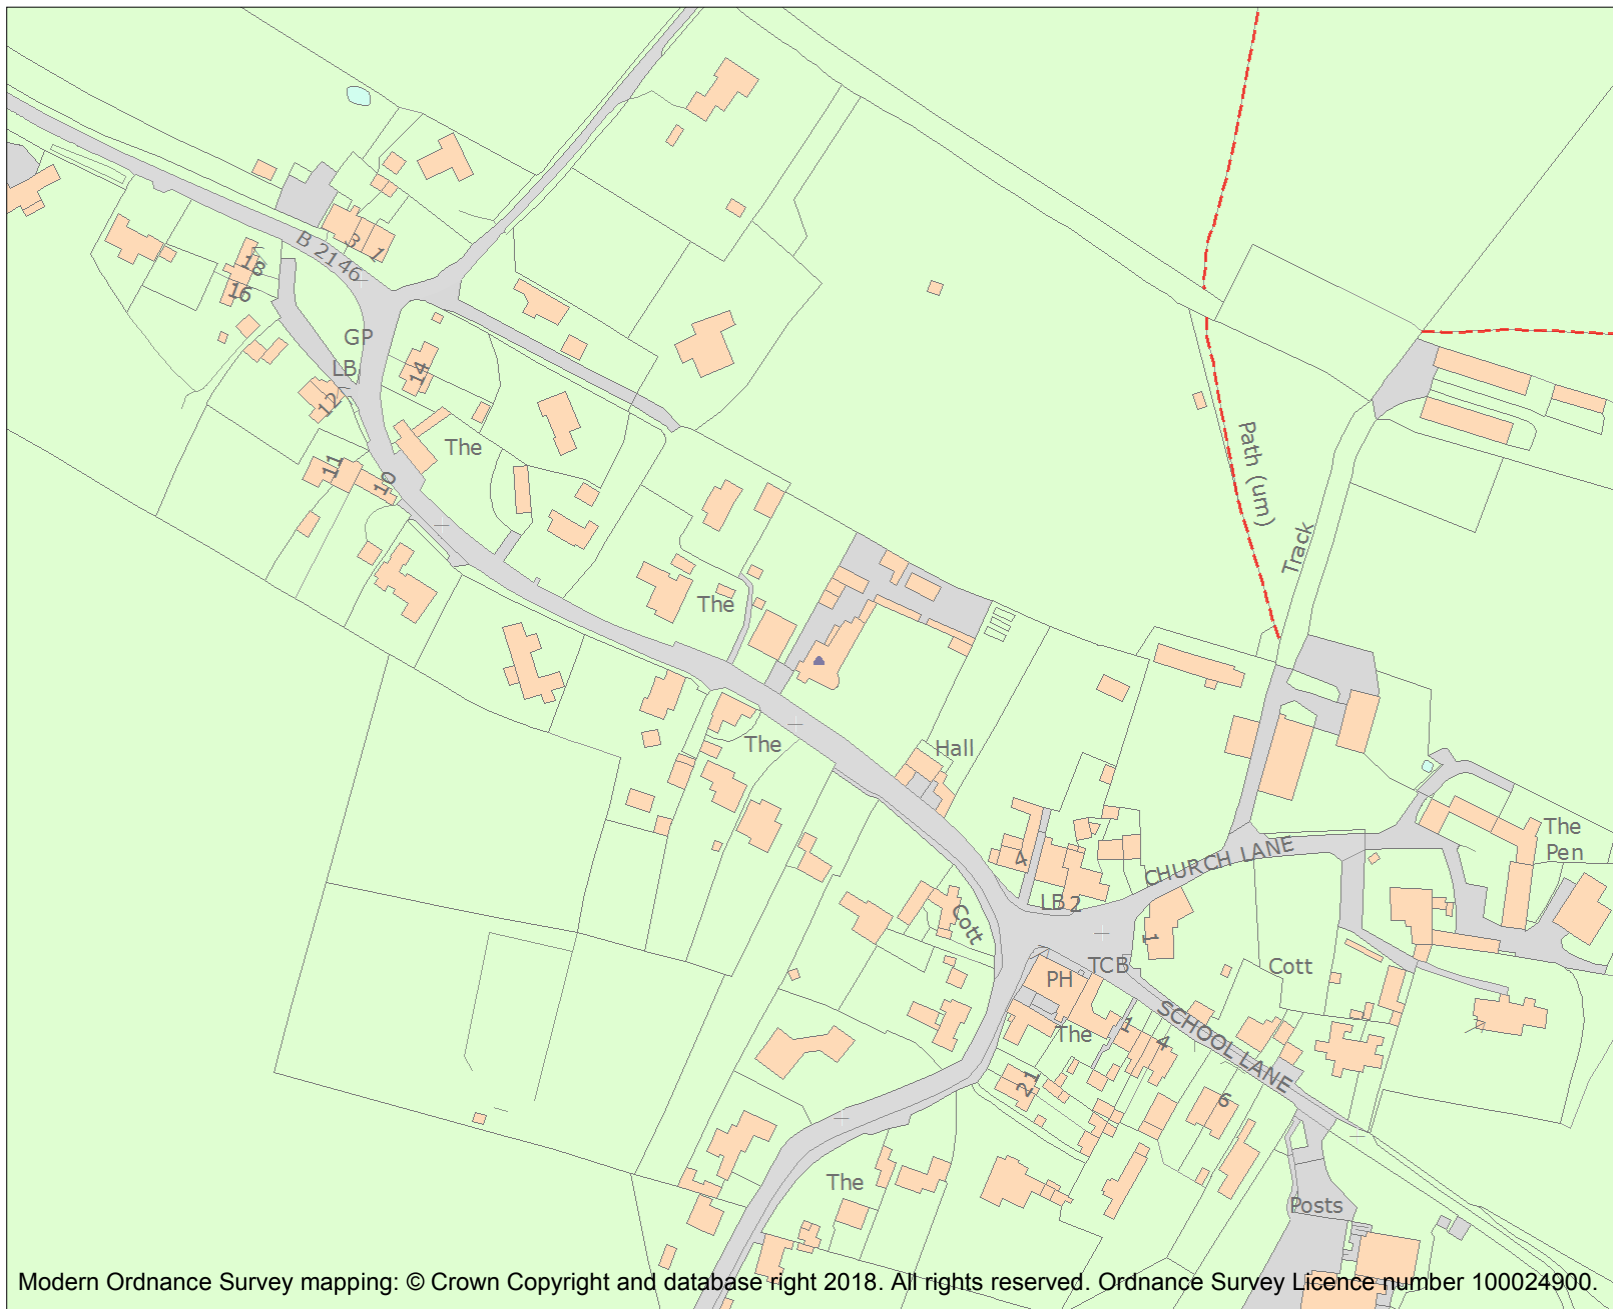 B 2146
3
1
18
16
GP
LB
14
12
The
11
10
Path (um)
Track
The
The
Hall
4
CHURCH LANE
The
Pen
LB 2
Cott
1
TCB
PH
Cott
The
1
4
SCHOOL LANE
21
6
The
Posts
Modern Ordnance Survey mapping: © Crown Copyright and database right 2018. All rights reserved. Ordnance Survey Licence number 100024900.